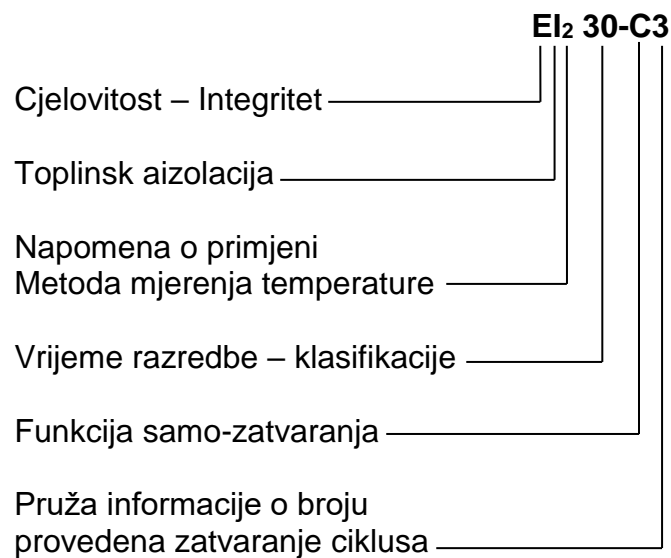 EI₂ 30-C3
Cjelovitost – Integritet
Toplinsk aizolacija
Napomena o primjeni
Metoda mjerenja temperature
Vrijeme razredbe – klasifikacije
Funkcija samo-zatvaranja
Pruža informacije o broju
provedena zatvaranje ciklusa